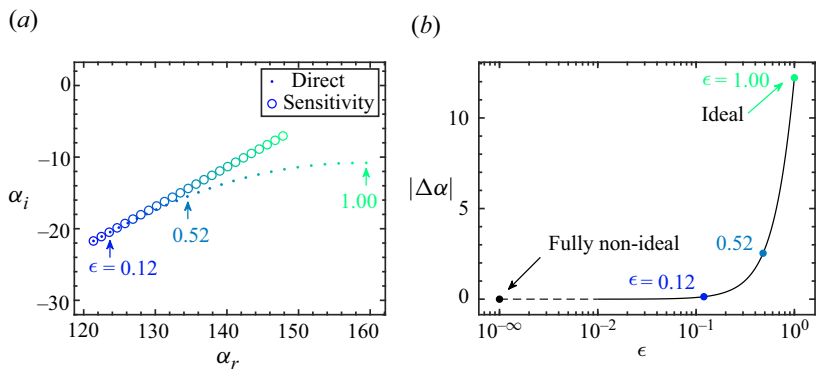 (a)
0
−10
−20
−30
αi
Direct
Sensitivity
1.00
0.52
ϵ = 0.12
120 130 140 150 160
αr
(b)
10
5
0
|Δα|
ϵ = 1.00
Ideal
0.52
Fully non-ideal
ϵ = 0.12
10^−∞ 10^−2 10^−1 10^0
ϵ